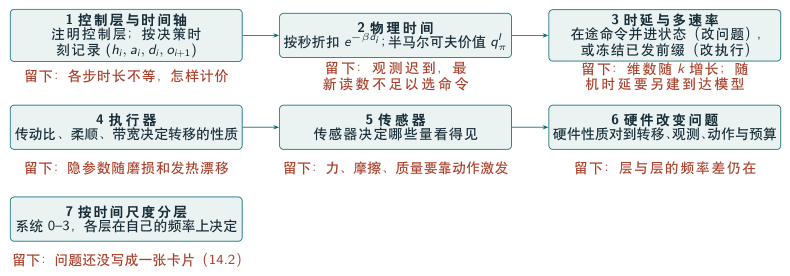 1 控制层与时间轴
注明控制层；按决策时
刻记录 (hᵢ, aᵢ, dᵢ, oᵢ₊₁)
留下：各步时长不等，怎样计价
2 物理时间
按秒折扣 e^{−βdᵢ}；半马尔可夫价值 q_π^l
留下：观测迟到，最
新读数不足以选命令
3 时延与多速率
在途命令并进状态（改问题），
或冻结已发前缀（改执行）
留下：维数随 k 增长；随
机时延要另建到达模型
4 执行器
传动比、柔顺、带宽决定转移的性质
留下：隐参数随磨损和发热漂移
5 传感器
传感器决定哪些量看得见
留下：力、摩擦、质量要靠动作激发
6 硬件改变问题
硬件性质对到转移、观测、动作与预算
留下：层与层的频率差仍在
7 按时间尺度分层
系统 0–3，各层在自己的频率上决定
留下：问题还没写成一张卡片（14.2）